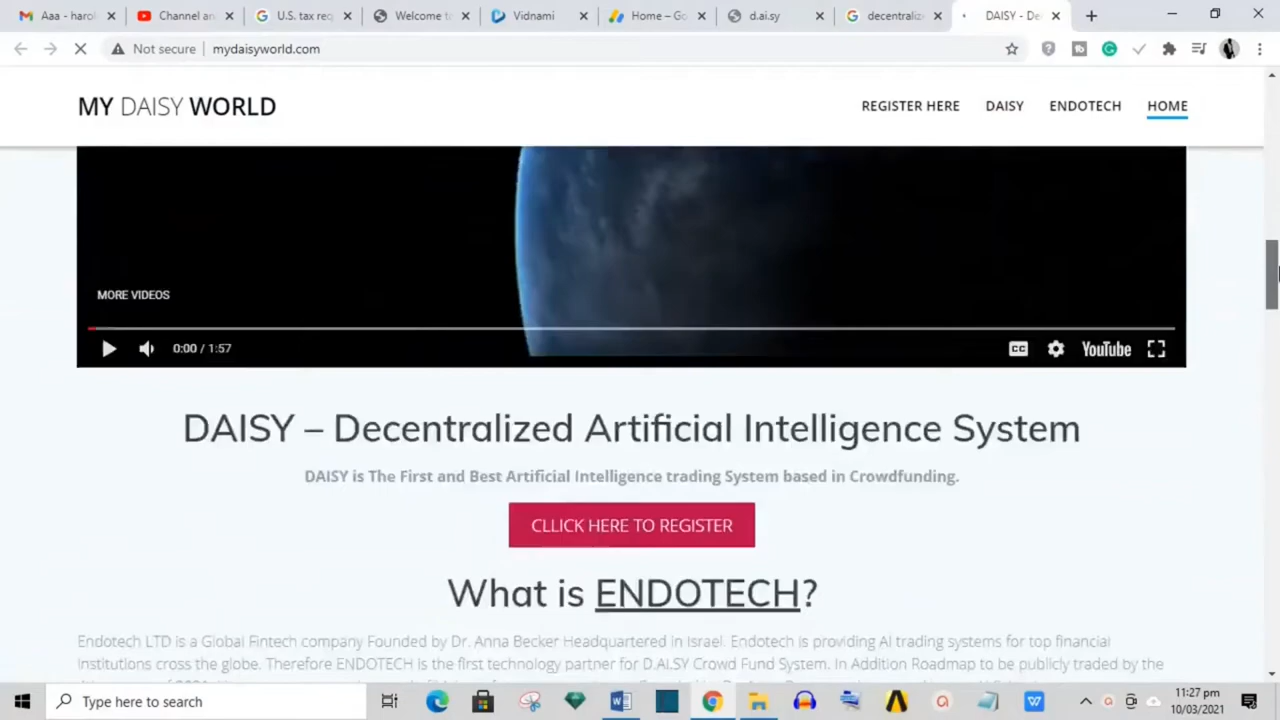 Aaa - harol
Channel an
U.S. tax req
Welcome t
Vidnami
Home – Go
d.ai.sy
decentraliz
DAISY - De
Not secure mydaisyworld.com
MY DAISY WORLD
REGISTER HERE DAISY ENDOTECH HOME
MORE VIDEOS
0:00 / 1:57
CC
YouTube
DAISY – Decentralized Artificial Intelligence System
DAISY is The First and Best Artificial Intelligence trading System based in Crowdfunding.
CLLICK HERE TO REGISTER
What is ENDOTECH?
Endotech LTD is a Global Fintech company Founded by Dr. Anna Becker Headquartered in Israel. Endotech is providing AI trading systems for top financial
institutions cross the globe. Therefore ENDOTECH is the first technology partner for D.AI.SY Crowd Fund System. In Addition Roadmap to be publicly traded by the
Type here to search
11:27 pm
10/03/2021